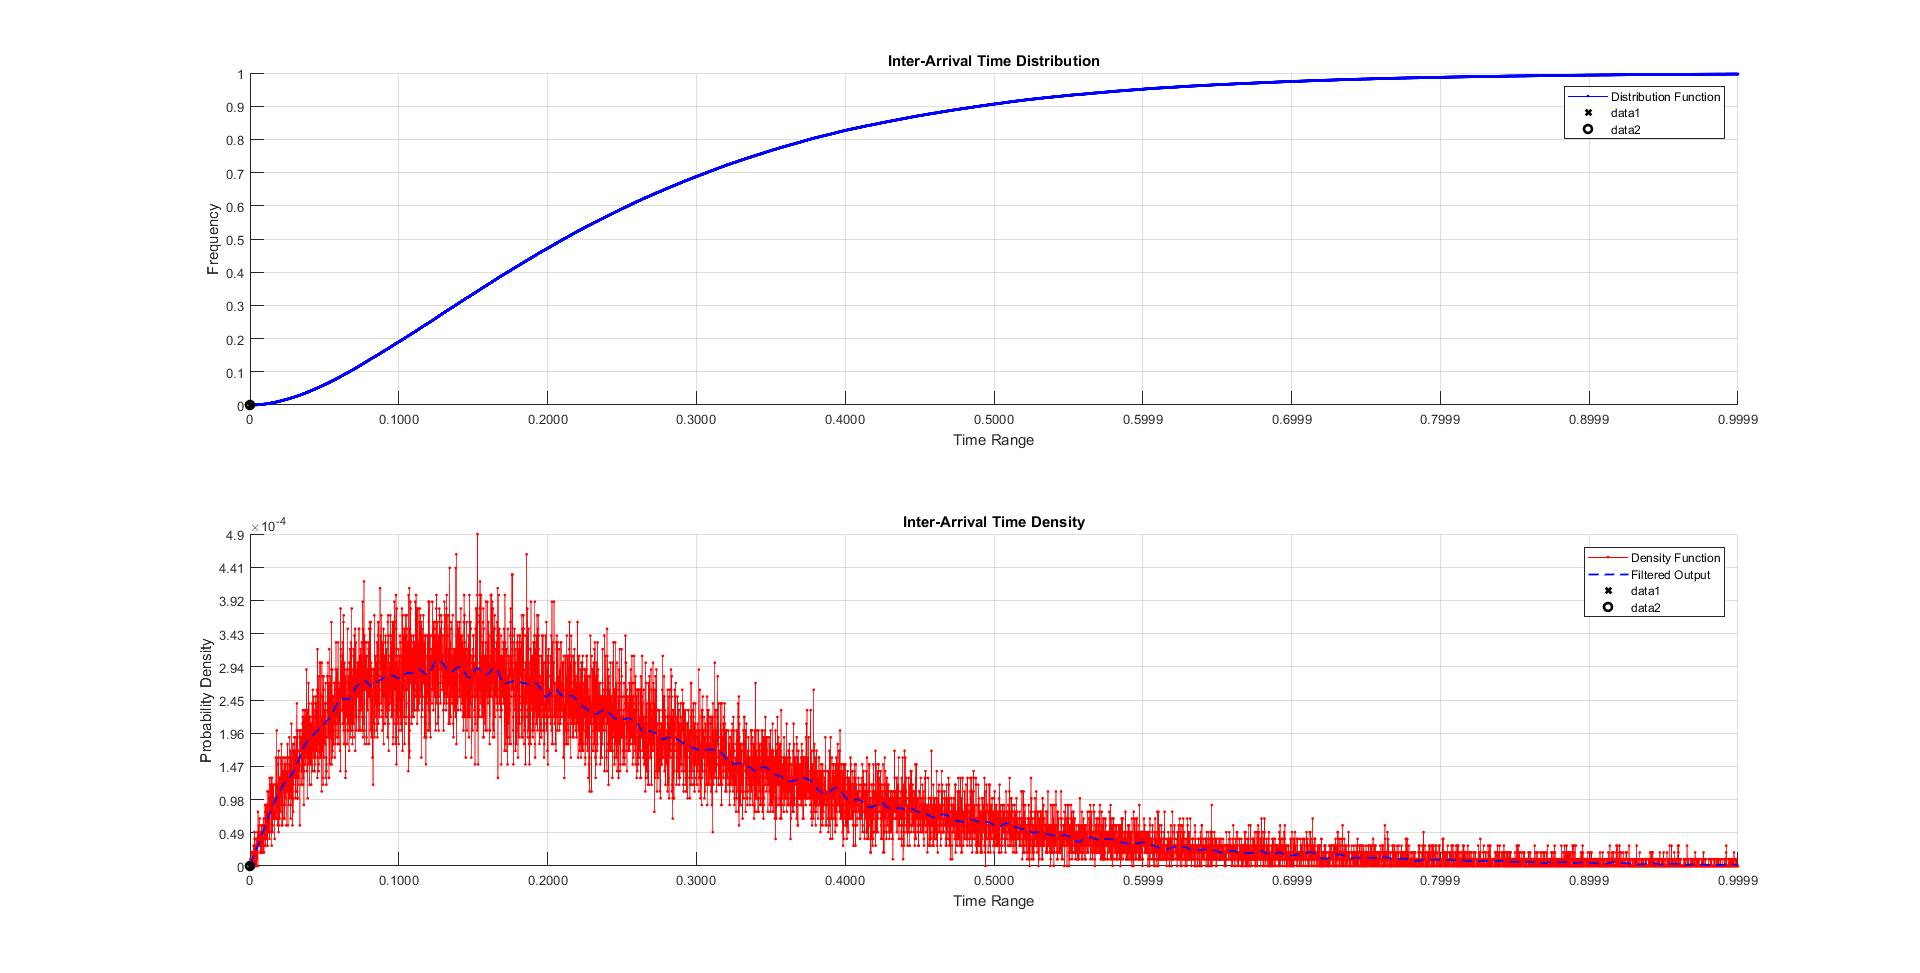 Inter-Arrival Time Distribution
1
0.9
0.8
0.7
0.6
0.5
0.4
0.3
0.2
0.1
0
Frequency
Distribution Function
data1
data2
0 0.1000 0.2000 0.3000 0.4000 0.5000 0.5999 0.6999 0.7999 0.8999 0.9999
Time Range
Inter-Arrival Time Density
×10-4
4.9
4.41
3.92
3.43
2.94
2.45
1.96
1.47
0.98
0.49
0
Probability Density
Density Function
Filtered Output
data1
data2
0 0.1000 0.2000 0.3000 0.4000 0.5000 0.5999 0.6999 0.7999 0.8999 0.9999
Time Range